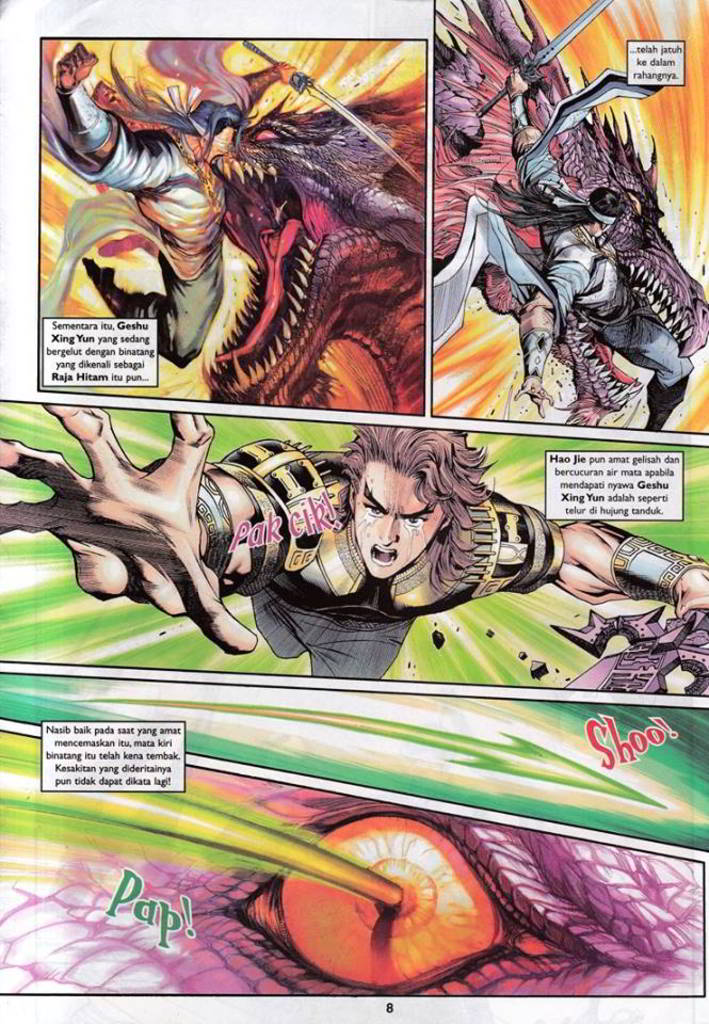 Sementara itu, Geshu
Xing Yun yang sedang
bergelut dengan binatang
yang dikenali sebagai
Raja Hitam itu pun...
...telah jatuh
ke dalam
rahangnya.
Hao Jie pun amat gelisah dan
bercucuran air mata apabila
mendapati nyawa Geshu
Xing Yun adalah seperti
telur di hujung tanduk.
Pak cik!
Nasib baik pada saat yang amat
mencemaskan itu, mata kiri
binatang itu telah kena tembak.
Kesakitan yang dideritainya
pun tidak dapat dikata lagi!
Shoo!
Pap!
8